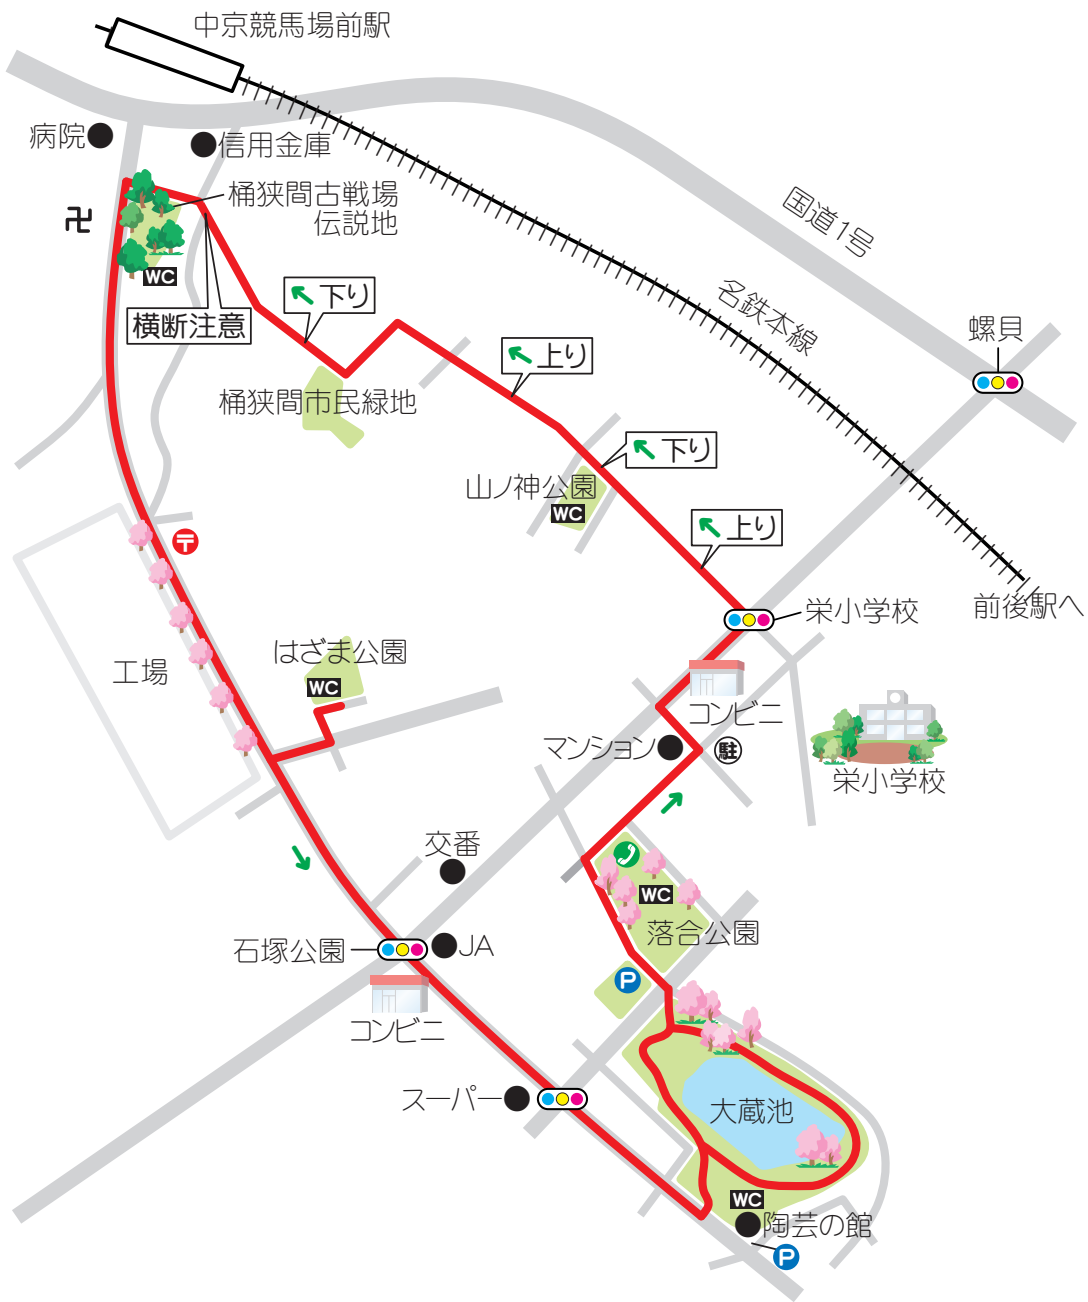 中京競馬場前駅
病院
信用金庫
桶狭間古戦場
伝説地
卍
WC
国道1号
横断注意
下り
名鉄本線
螺貝
上り
桶狭間市民緑地
下り
山ノ神公園
WC
上り
〒
前後駅へ
栄小学校
はざま公園
WC
工場
コンビニ
マンション
駐
栄小学校
交番
WC
落合公園
石塚公園
JA
P
コンビニ
スーパー
大蔵池
WC
陶芸の館
P